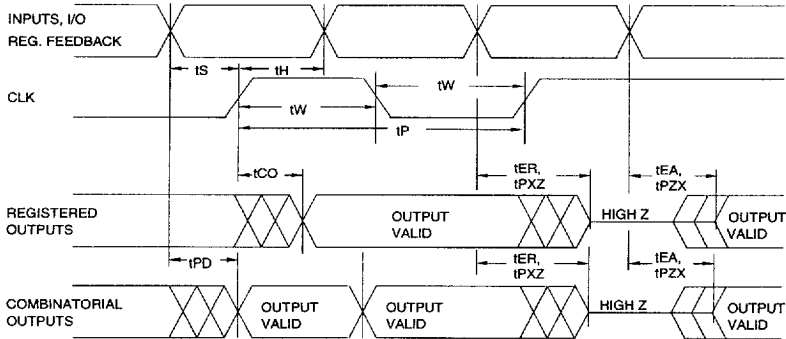 INPUTS, I/O
REG. FEEDBACK
tS
tH
CLK
tW
tW
tP
tCO
tER,
tPXZ
tEA,
tPZX
REGISTERED
OUTPUTS
OUTPUT
VALID
HIGH Z
OUTPUT
VALID
tPD
tER,
tPXZ
tEA,
tPZX
COMBINATORIAL
OUTPUTS
OUTPUT
VALID
OUTPUT
VALID
HIGH Z
OUTPUT
VALID